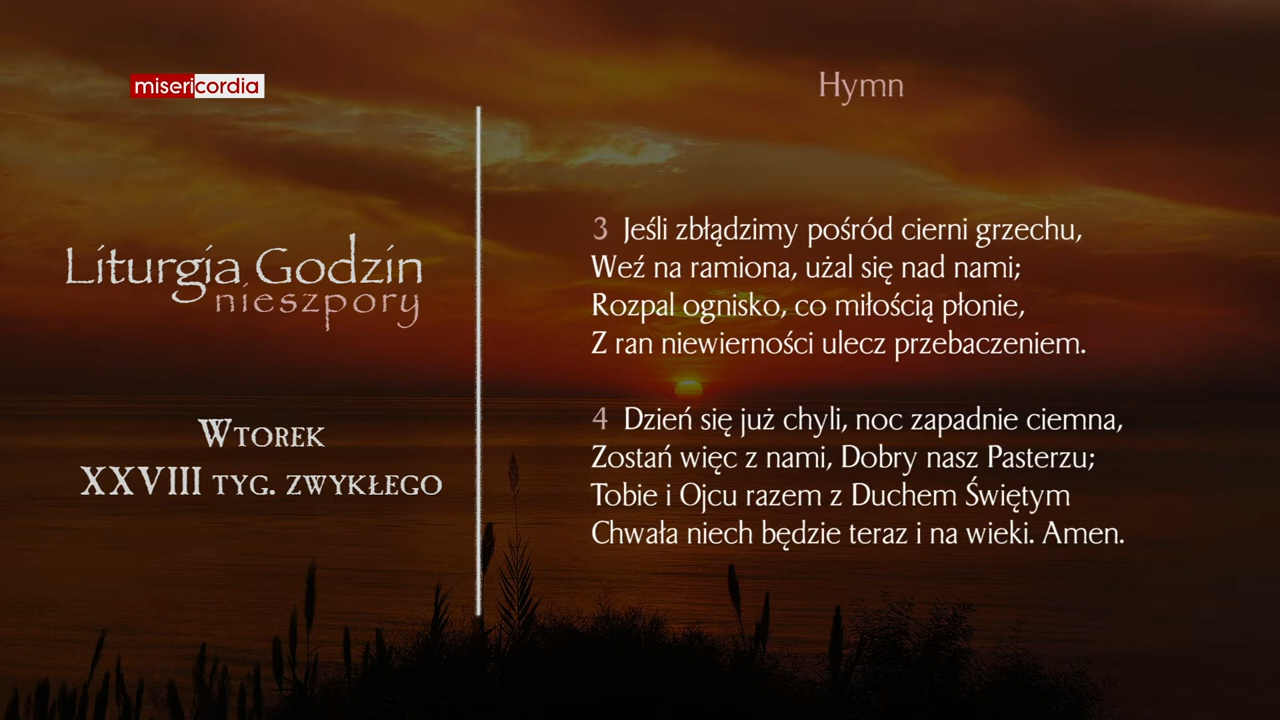 misericordia
Liturgia Godzin
nieszpory
Wtorek
XXVIII tyg. zwykłego
Hymn
3 Jeśli zbłądzimy pośród cierni grzechu,
Weź na ramiona, użal się nad nami;
Rozpal ognisko, co miłością płonie,
Z ran niewierności ulecz przebaczeniem.
4 Dzień się już chyli, noc zapadnie ciemna,
Zostań więc z nami, Dobry nasz Pasterzu;
Tobie i Ojcu razem z Duchem Świętym
Chwała niech będzie teraz i na wieki. Amen.